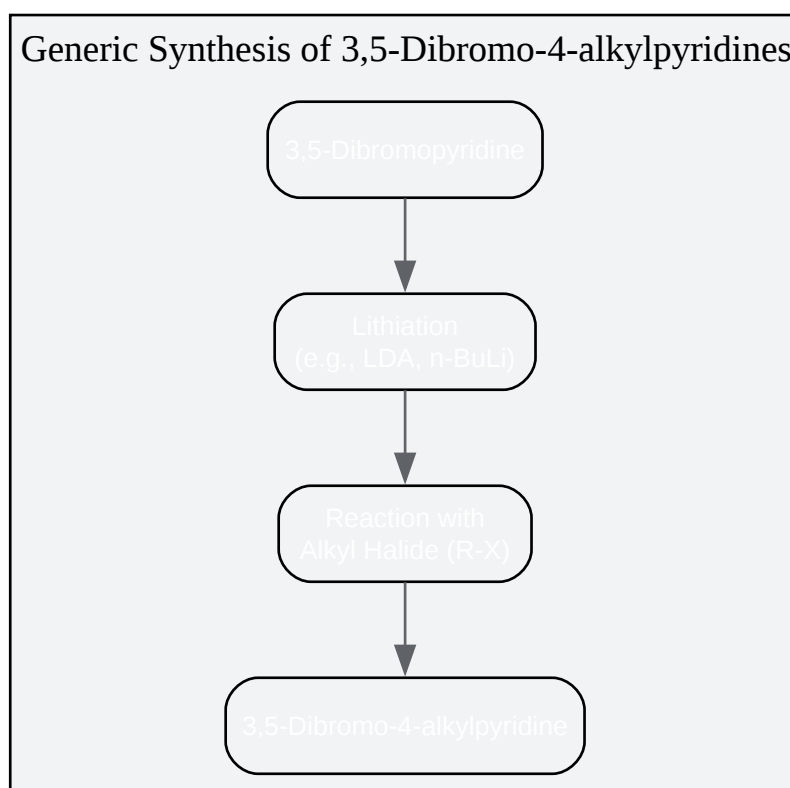 Generic Synthesis of 3,5-Dibromo-4-alkylpyridines
3,5-Dibromopyridine
Lithiation
(e.g., LDA, n-BuLi)
Reaction with
Alkyl Halide (R-X)
3,5-Dibromo-4-alkylpyridine